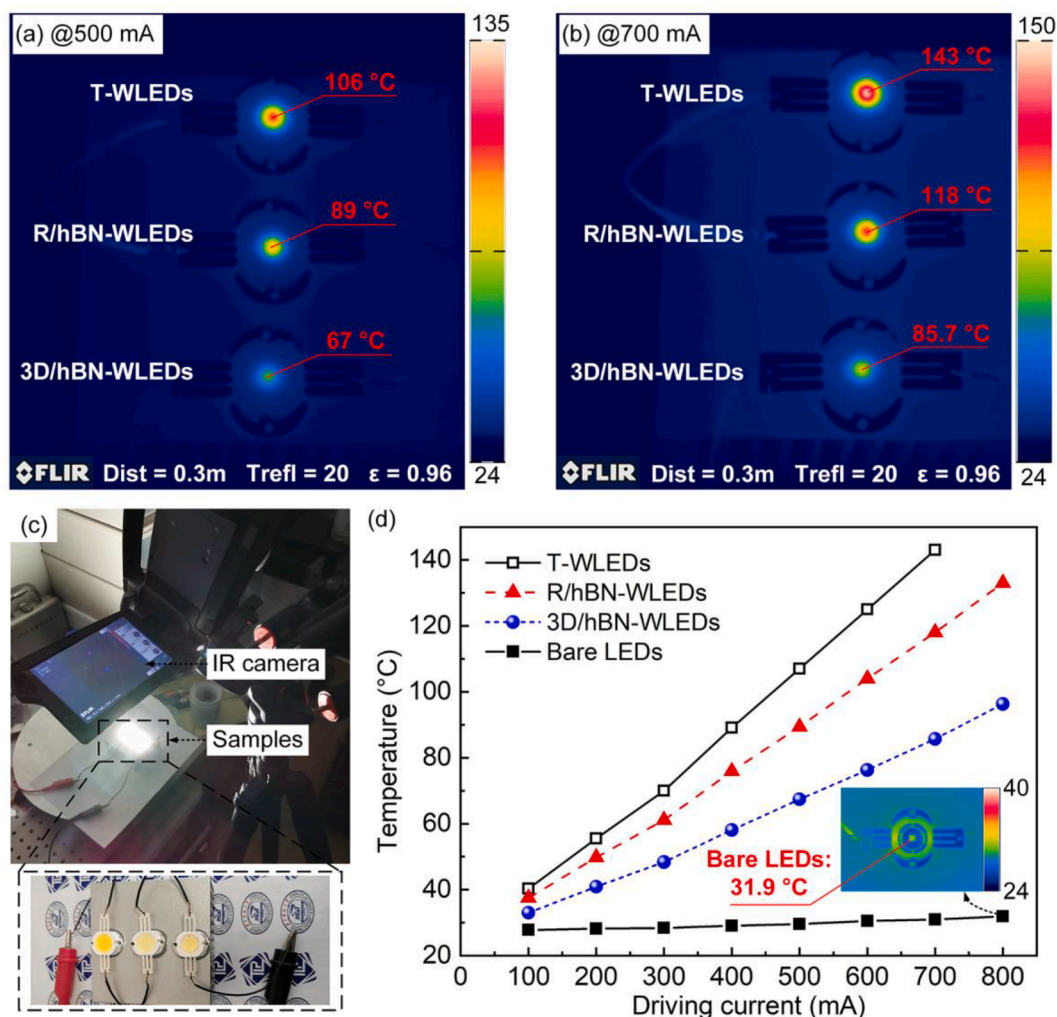 (a) @500 mA
135
T-WLEDs
106 °C
R/hBN-WLEDs
89 °C
3D/hBN-WLEDs
67 °C
FLIR Dist = 0.3m Trefl = 20 ε = 0.96
24
(b) @700 mA
150
T-WLEDs
143 °C
R/hBN-WLEDs
118 °C
3D/hBN-WLEDs
85.7 °C
FLIR Dist = 0.3m Trefl = 20 ε = 0.96
24
(c)
IR camera
FLIR
Samples
(d)
Temperature (°C)
140
120
100
80
60
40
20
T-WLEDs
R/hBN-WLEDs
3D/hBN-WLEDs
Bare LEDs
Bare LEDs:
31.9 °C
40
24
0 100 200 300 400 500 600 700 800
Driving current (mA)